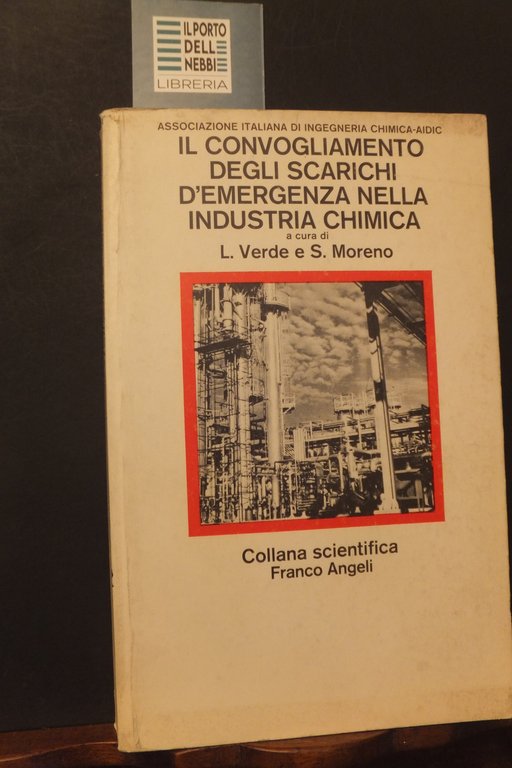 IL PORTO
DELLE
NEBBIE
LIBRERIA
ASSOCIAZIONE ITALIANA DI INGEGNERIA CHIMICA-AIDIC
IL CONVOGLIAMENTO
DEGLI SCARICHI
D'EMERGENZA NELLA
INDUSTRIA CHIMICA
a cura di
L. Verde e S. Moreno
Collana scientifica
Franco Angeli